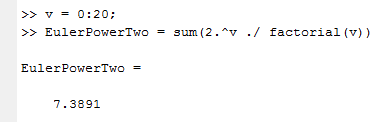 >> v = 0:20;
>> EulerPowerTwo = sum(2.^v ./ factorial(v))
EulerPowerTwo =
7.3891